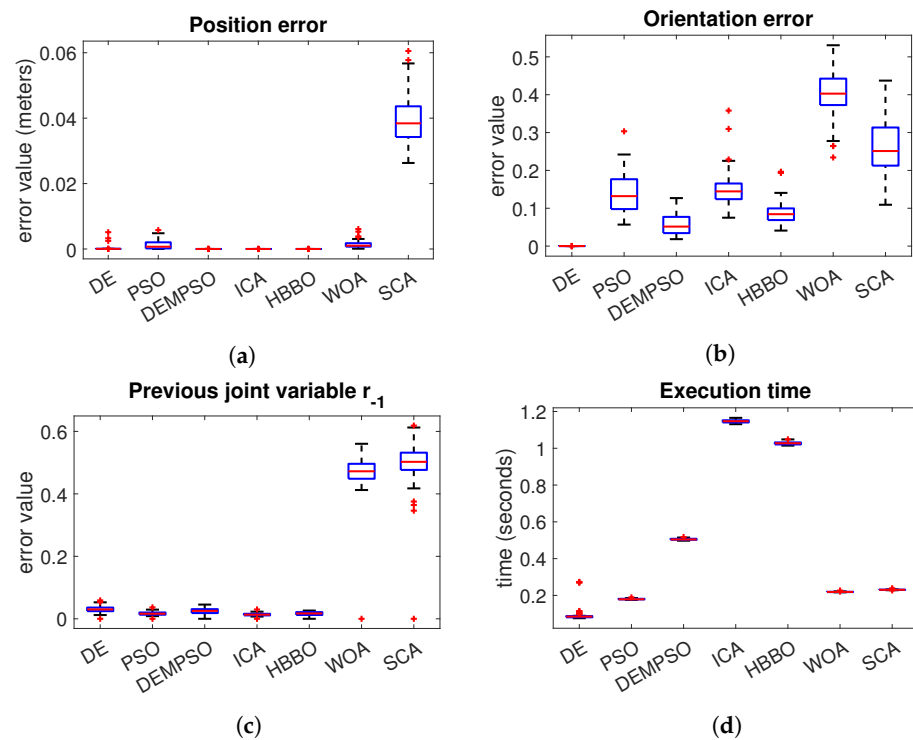 Position error
error value (meters)
0.06
0.04
0.02
0
DE
PSO
DEMPSO
ICA
HBBO
WOA
SCA
(a)
Orientation error
error value
0.5
0.4
0.3
0.2
0.1
0
DE
PSO
DEMPSO
ICA
HBBO
WOA
SCA
(b)
Previous joint variable r_-1
error value
0.6
0.4
0.2
0
DE
PSO
DEMPSO
ICA
HBBO
WOA
SCA
(c)
Execution time
time (seconds)
1.2
1
0.8
0.6
0.4
0.2
DE
PSO
DEMPSO
ICA
HBBO
WOA
SCA
(d)